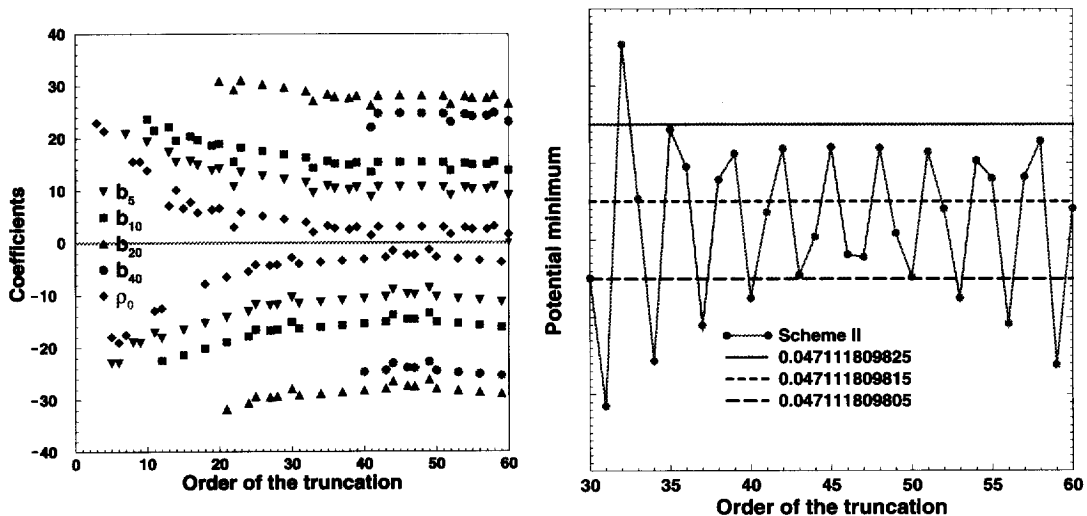 40
30
20
10
0
−10
−20
−30
−40
Coefficients
b5
b10
b20
b40
ρ0
0 10 20 30 40 50 60
Order of the truncation
Potential minimum
Scheme II
0.047111809825
0.047111809815
0.047111809805
30 35 40 45 50 55 60
Order of the truncation